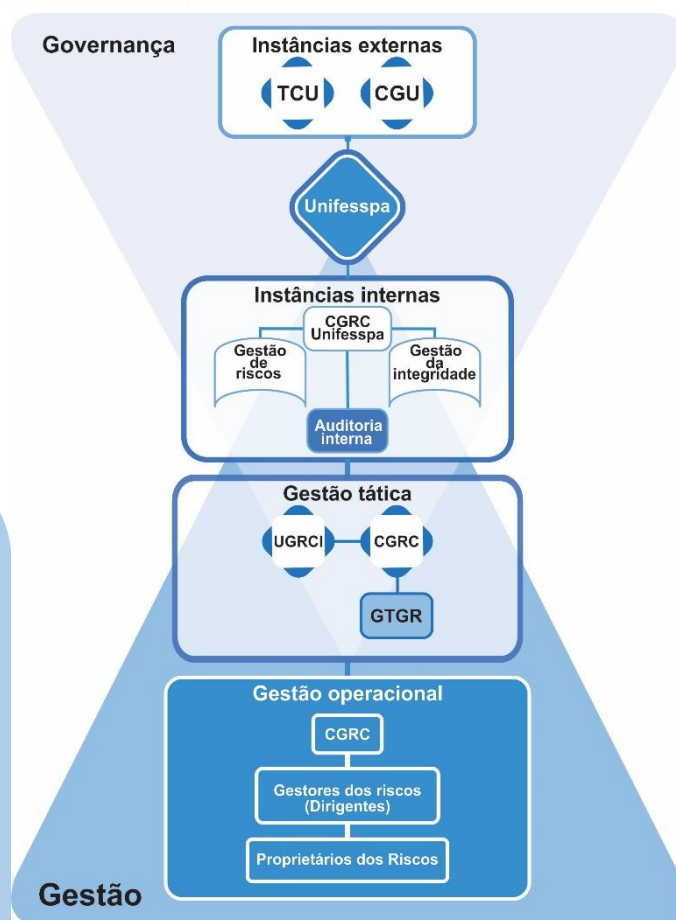 Governança
Instâncias externas
TCU
CGU
Unifesspa
Instâncias internas
CGRC
Unifesspa
Gestão
de
riscos
Gestão
da
integridade
Auditoria
interna
Gestão tática
UGRCI
CGRC
GTGR
Gestão operacional
CGRC
Gestores dos riscos
(Dirigentes)
Proprietários dos Riscos
Gestão